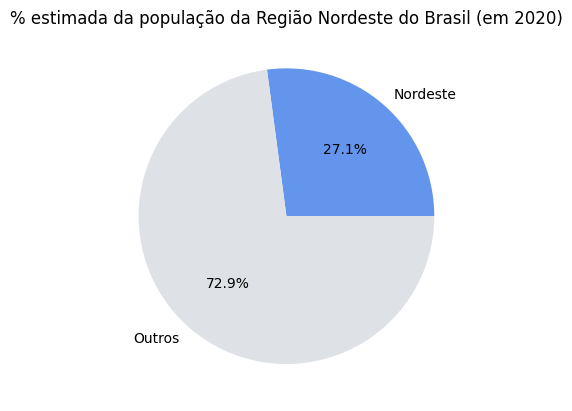 % estimada da população da Região Nordeste do Brasil (em 2020)
Nordeste
27.1%
72.9%
Outros